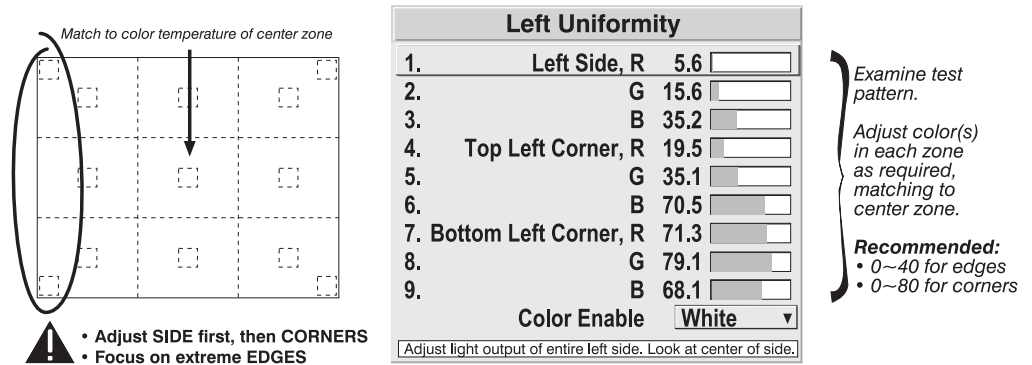 Match to color temperature of center zone
• Adjust SIDE first, then CORNERS
• Focus on extreme EDGES
Left Uniformity
1. Left Side, R 5.6
2. G 15.6
3. B 35.2
4. Top Left Corner, R 19.5
5. G 35.1
6. B 70.5
7. Bottom Left Corner, R 71.3
8. G 79.1
9. B 68.1
Color Enable White ▼
Adjust light output of entire left side. Look at center of side.
Examine test
pattern.
Adjust color(s)
in each zone
as required,
matching to
center zone.
Recommended:
• 0~40 for edges
• 0~80 for corners